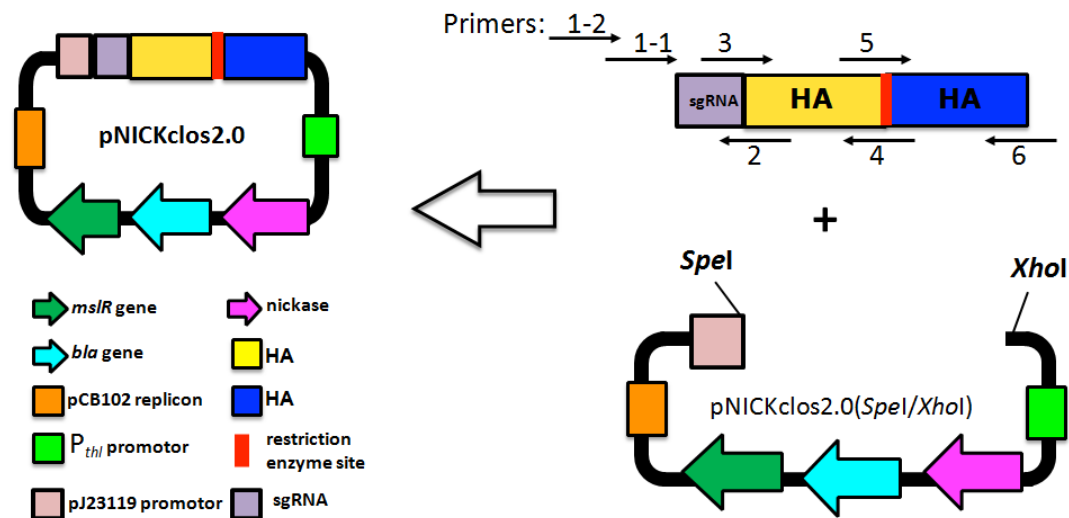 Primers: 1-2
1-1
3
5
sgRNA
HA
HA
2
4
6
pNICKclos2.0
+
SpeI
XhoI
pNICKclos2.0(SpeI/XhoI)
mslR gene
nickase
bla gene
HA
pCB102 replicon
HA
Pthl promotor
restriction
enzyme site
pJ23119 promotor
sgRNA